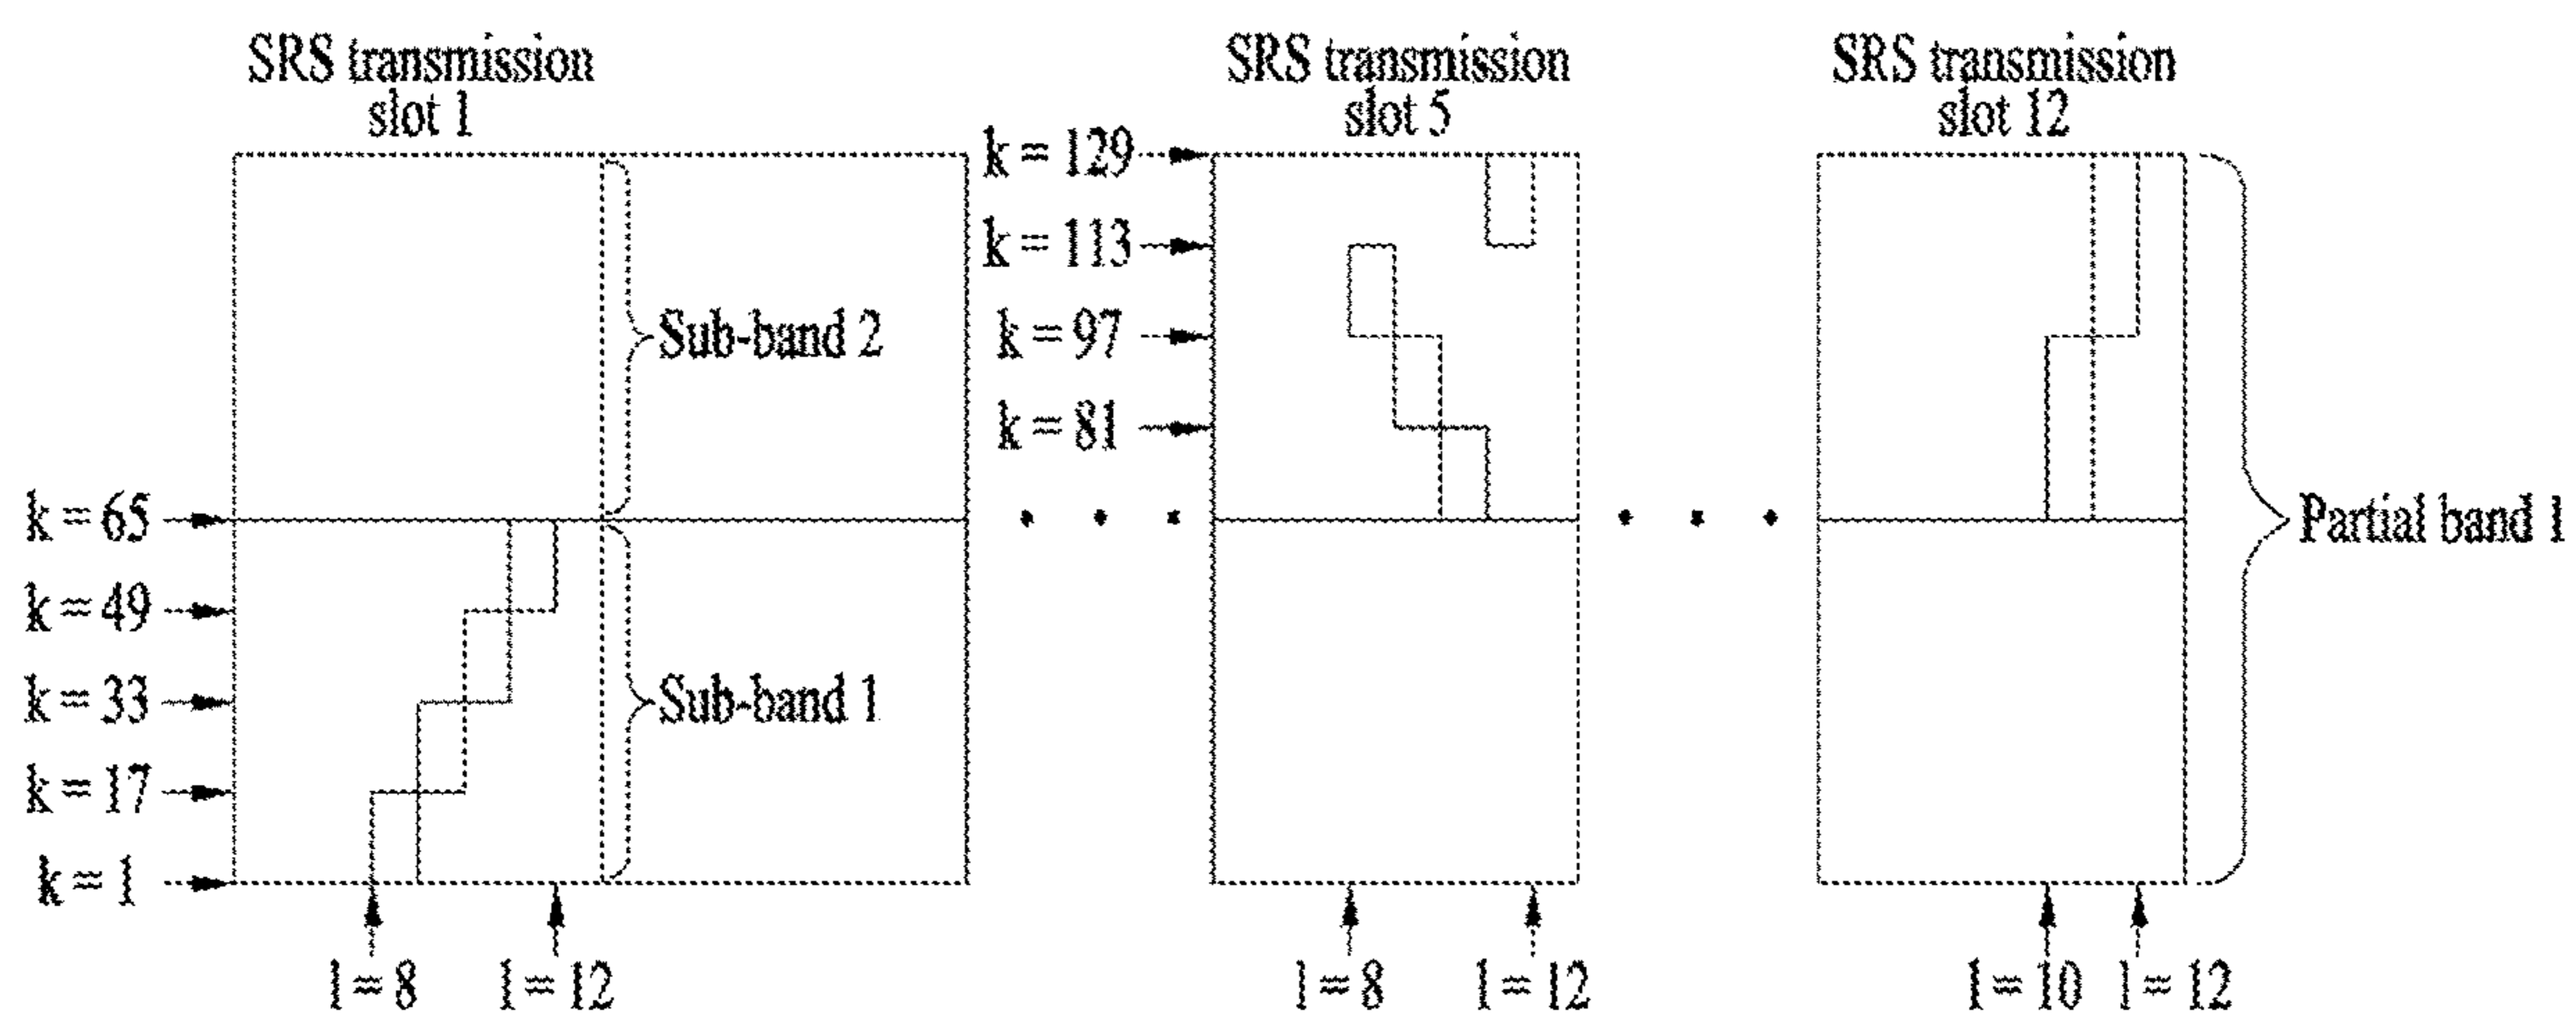 SRS transmission
slot 1
SRS transmission
slot 5
SRS transmission
slot 12
k = 129
k = 113
k = 97
k = 81
Sub-band 2
k = 65
k = 49
k = 33
k = 17
k = 1
Sub-band 1
Partial band 1
l = 8
l = 12
l = 8
l = 12
l = 10
l = 12